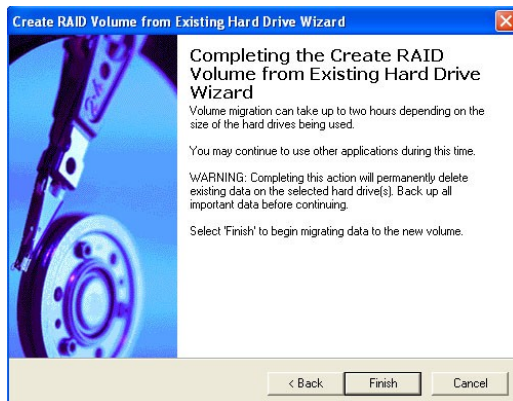 Create RAID Volume from Existing Hard Drive Wizard
Completing the Create RAID
Volume from Existing Hard Drive
Wizard
Volume migration can take up to two hours depending on the
size of the hard drives being used.
You may continue to use other applications during this time.
WARNING: Completing this action will permanently delete
existing data on the selected hard drive(s). Back up all
important data before continuing.
Select 'Finish' to begin migrating data to the new volume.
< Back
Finish
Cancel